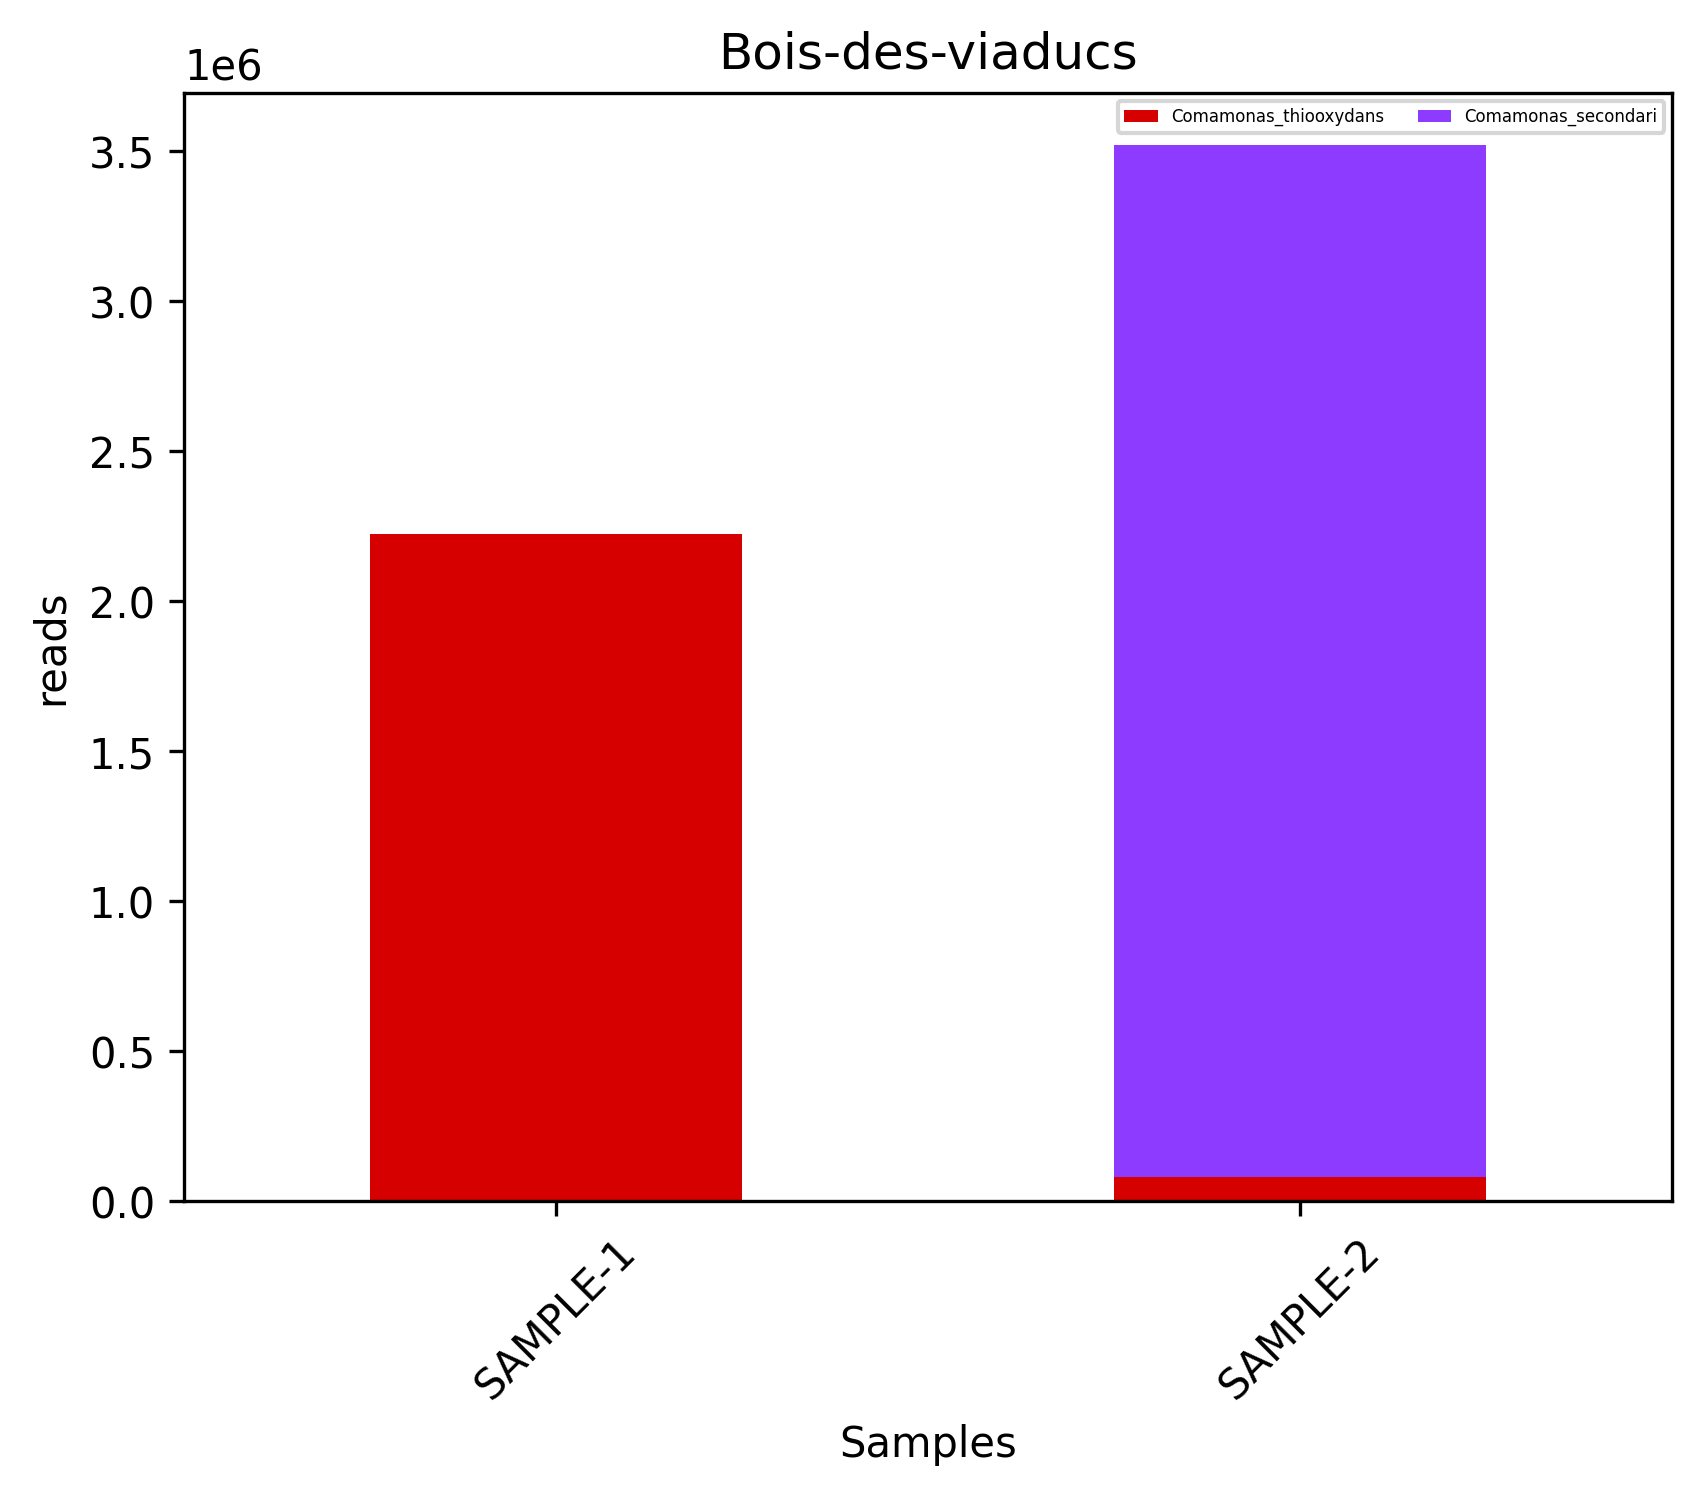 Bois-des-viaducs
1e6
Comamonas_thiooxydans Comamonas_secondari
3.5
3.0
2.5
2.0
1.5
1.0
0.5
0.0
reads
SAMPLE-1 SAMPLE-2
Samples